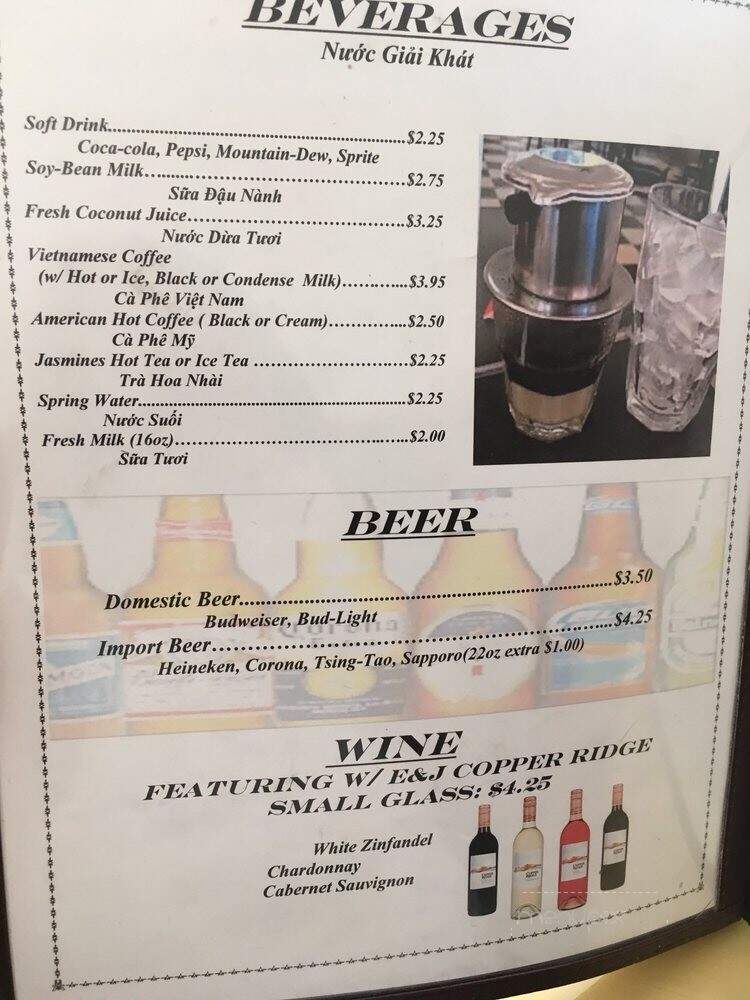 BEVERAGES
Nước Giải Khát
Soft Drink..........$2.25
Coca-cola, Pepsi, Mountain-Dew, Sprite
Soy-Bean Milk..........$2.75
Sữa Đậu Nành
Fresh Coconut Juice..........$3.25
Nước Dừa Tươi
Vietnamese Coffee
(w/ Hot or Ice, Black or Condense Milk)..........$3.95
Cà Phê Việt Nam
American Hot Coffee ( Black or Cream)..........$2.50
Cà Phê Mỹ
Jasmines Hot Tea or Ice Tea ..........$2.25
Trà Hoa Nhài
Spring Water..........$2.25
Nước Suối
Fresh Milk (16oz)..........$2.00
Sữa Tươi
BEER
Domestic Beer..........$3.50
Budweiser, Bud-Light
Import Beer..........$4.25
Heineken, Corona, Tsing-Tao, Sapporo(22oz extra $1.00)
WINE
FEATURING W/ E&J COPPER RIDGE
SMALL GLASS: $4.25
White Zinfandel
Chardonnay
Cabernet Sauvignon